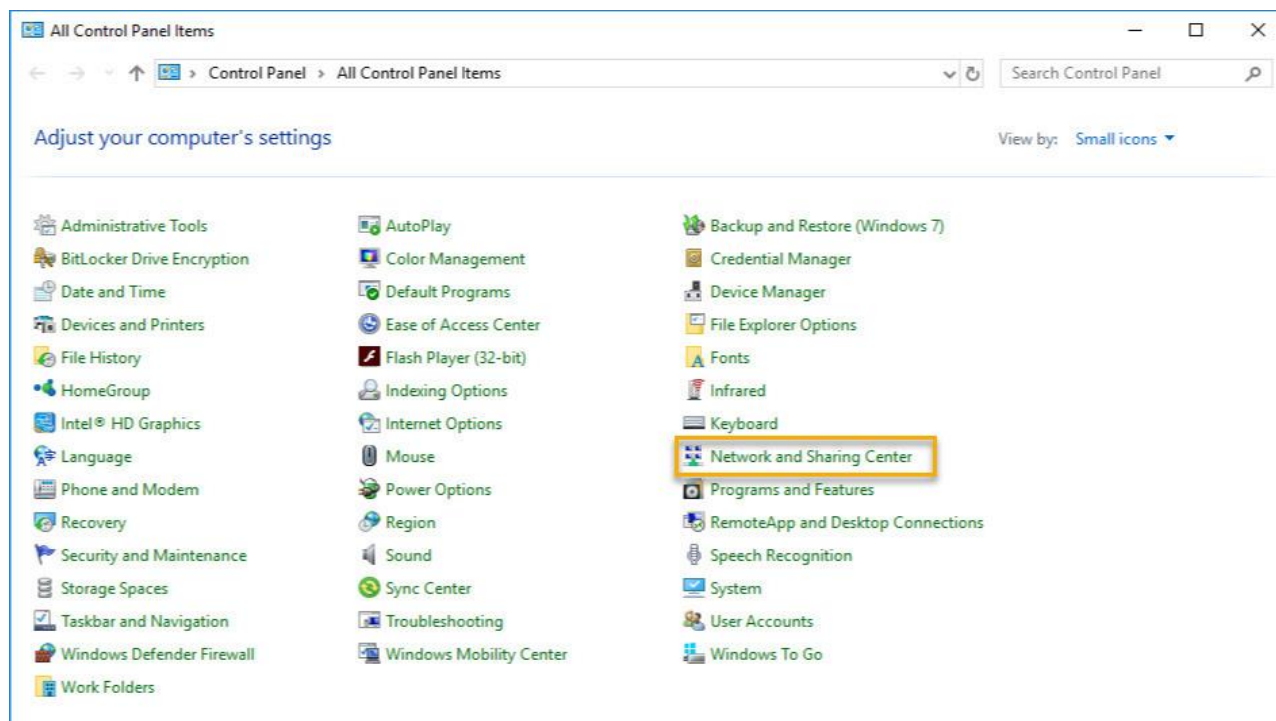 All Control Panel Items
Control Panel > All Control Panel Items
Search Control Panel
Adjust your computer's settings
View by: Small icons
Administrative Tools
AutoPlay
Backup and Restore (Windows 7)
BitLocker Drive Encryption
Color Management
Credential Manager
Date and Time
Default Programs
Device Manager
Devices and Printers
Ease of Access Center
File Explorer Options
File History
Flash Player (32-bit)
Fonts
HomeGroup
Indexing Options
Infrared
Intel® HD Graphics
Internet Options
Keyboard
Language
Mouse
Network and Sharing Center
Phone and Modem
Power Options
Programs and Features
Recovery
Region
RemoteApp and Desktop Connections
Security and Maintenance
Sound
Speech Recognition
Storage Spaces
Sync Center
System
Taskbar and Navigation
Troubleshooting
User Accounts
Windows Defender Firewall
Windows Mobility Center
Windows To Go
Work Folders